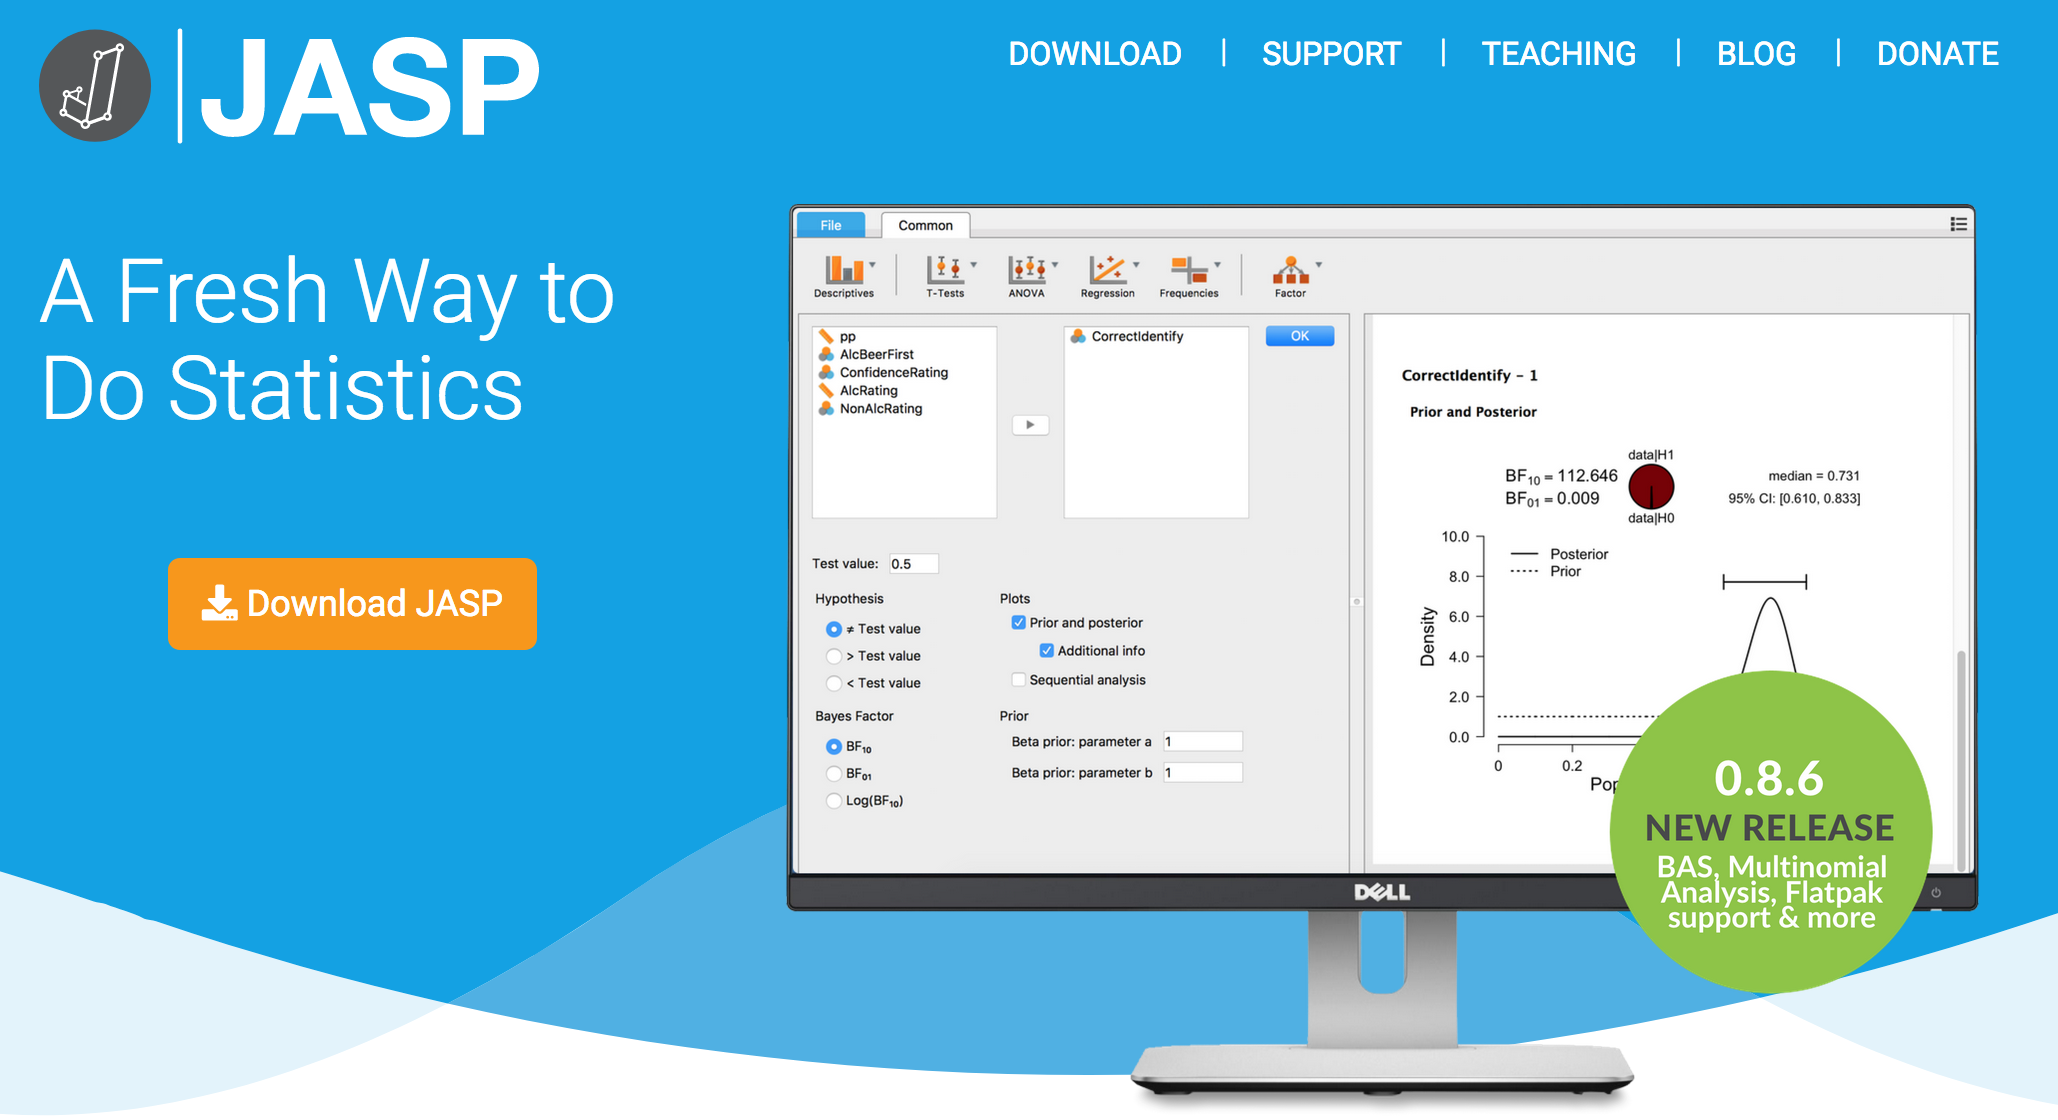 JASP
DOWNLOAD | SUPPORT | TEACHING | BLOG | DONATE
A Fresh Way to
Do Statistics
Download JASP
File
Common
Descriptives
T-Tests
ANOVA
Regression
Frequencies
Factor
pp
AlcBeerFirst
ConfidenceRating
AlcRating
NonAlcRating
CorrectIdentify
OK
Test value: 0.5
Hypothesis
≠ Test value
> Test value
< Test value
Bayes Factor
BF₁₀
BF₀₁
Log(BF₁₀)
Plots
Prior and posterior
Additional info
Sequential analysis
Prior
Beta prior: parameter a 1
Beta prior: parameter b 1
CorrectIdentify – 1
Prior and Posterior
data|H1
BF₁₀ = 112.646
BF₀₁ = 0.009
data|H0
median = 0.731
95% CI: [0.610, 0.833]
Posterior
Prior
Density
10.0
8.0
6.0
4.0
2.0
0.0
0
0.2
DELL
0.8.6
NEW RELEASE
BAS, Multinomial
Analysis, Flatpak
support & more